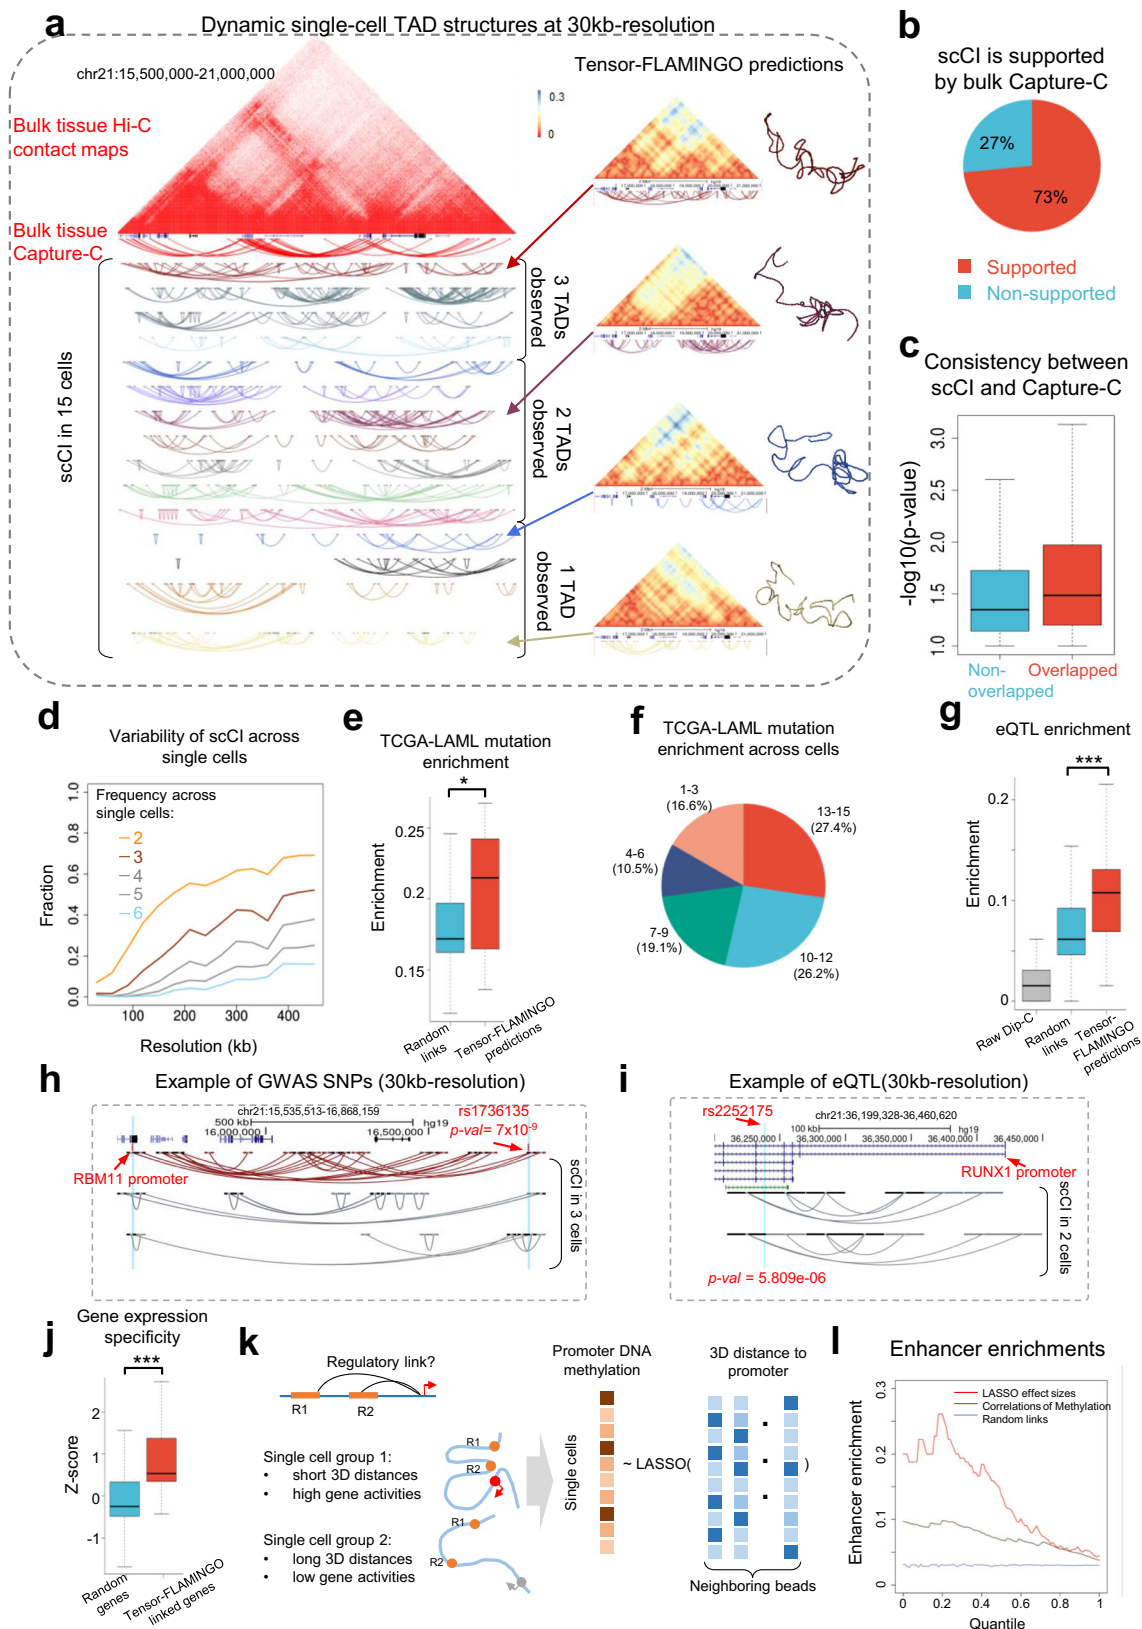 a
Dynamic single-cell TAD structures at 30kb-resolution
chr21:15,500,000-21,000,000
Tensor-FLAMINGO predictions
Bulk tissue Hi-C
contact maps
0.3
0
Bulk tissue
Capture-C
scCI in 15 cells
3 TADs
observed
2 TADs
observed
1 TAD
observed
b
scCI is supported
by bulk Capture-C
27%
73%
Supported
Non-supported
c
Consistency between
scCI and Capture-C
-log10(p-value)
3.0
2.5
2.0
1.5
1.0
Non-
overlapped
Overlapped
d
Variability of scCI across
single cells
Frequency across
single cells:
2
3
4
5
6
Fraction
1.0
0.8
0.6
0.4
0.2
0.0
100
200
300
400
Resolution (kb)
e
TCGA-LAML mutation
enrichment
*
Enrichment
0.25
0.2
0.15
Random
links
Tensor-FLAMINGO
predictions
f
TCGA-LAML mutation
enrichment across cells
1-3
(16.6%)
13-15
(27.4%)
4-6
(10.5%)
7-9
(19.1%)
10-12
(26.2%)
g
eQTL enrichment
***
Enrichment
0.2
0.1
0
Raw Dip-C
Random
links
Tensor-
FLAMINGO
predictions
h
Example of GWAS SNPs (30kb-resolution)
chr21:15,535,513-16,868,159
500 kb
hg19
16,000,000
16,500,000
rs1736135
p-val= 7x10-9
RBM11 promoter
scCI in 3 cells
i
Example of eQTL(30kb-resolution)
rs2252175
chr21:36,199,328-36,460,620
100 kb
hg19
36,250,000
36,300,000
36,350,000
36,400,000
36,450,000
RUNX1 promoter
scCI in 2 cells
p-val = 5.809e-06
j
Gene expression
specificity
***
Z-score
2
1
0
-1
Random
genes
Tensor-FLAMINGO
linked genes
k
Regulatory link?
R1
R2
Single cell group 1:
• short 3D distances
• high gene activities
R1
R2
Single cell group 2:
• long 3D distances
• low gene activities
R1
R2
Promoter DNA
methylation
Single cells
~ LASSO(
3D distance to
promoter
)
Neighboring beads
l
Enhancer enrichments
LASSO effect sizes
Correlations of Methylation
Random links
Enhancer enrichment
0.3
0.2
0.1
0
0
0.2
0.4
0.6
0.8
1
Quantile